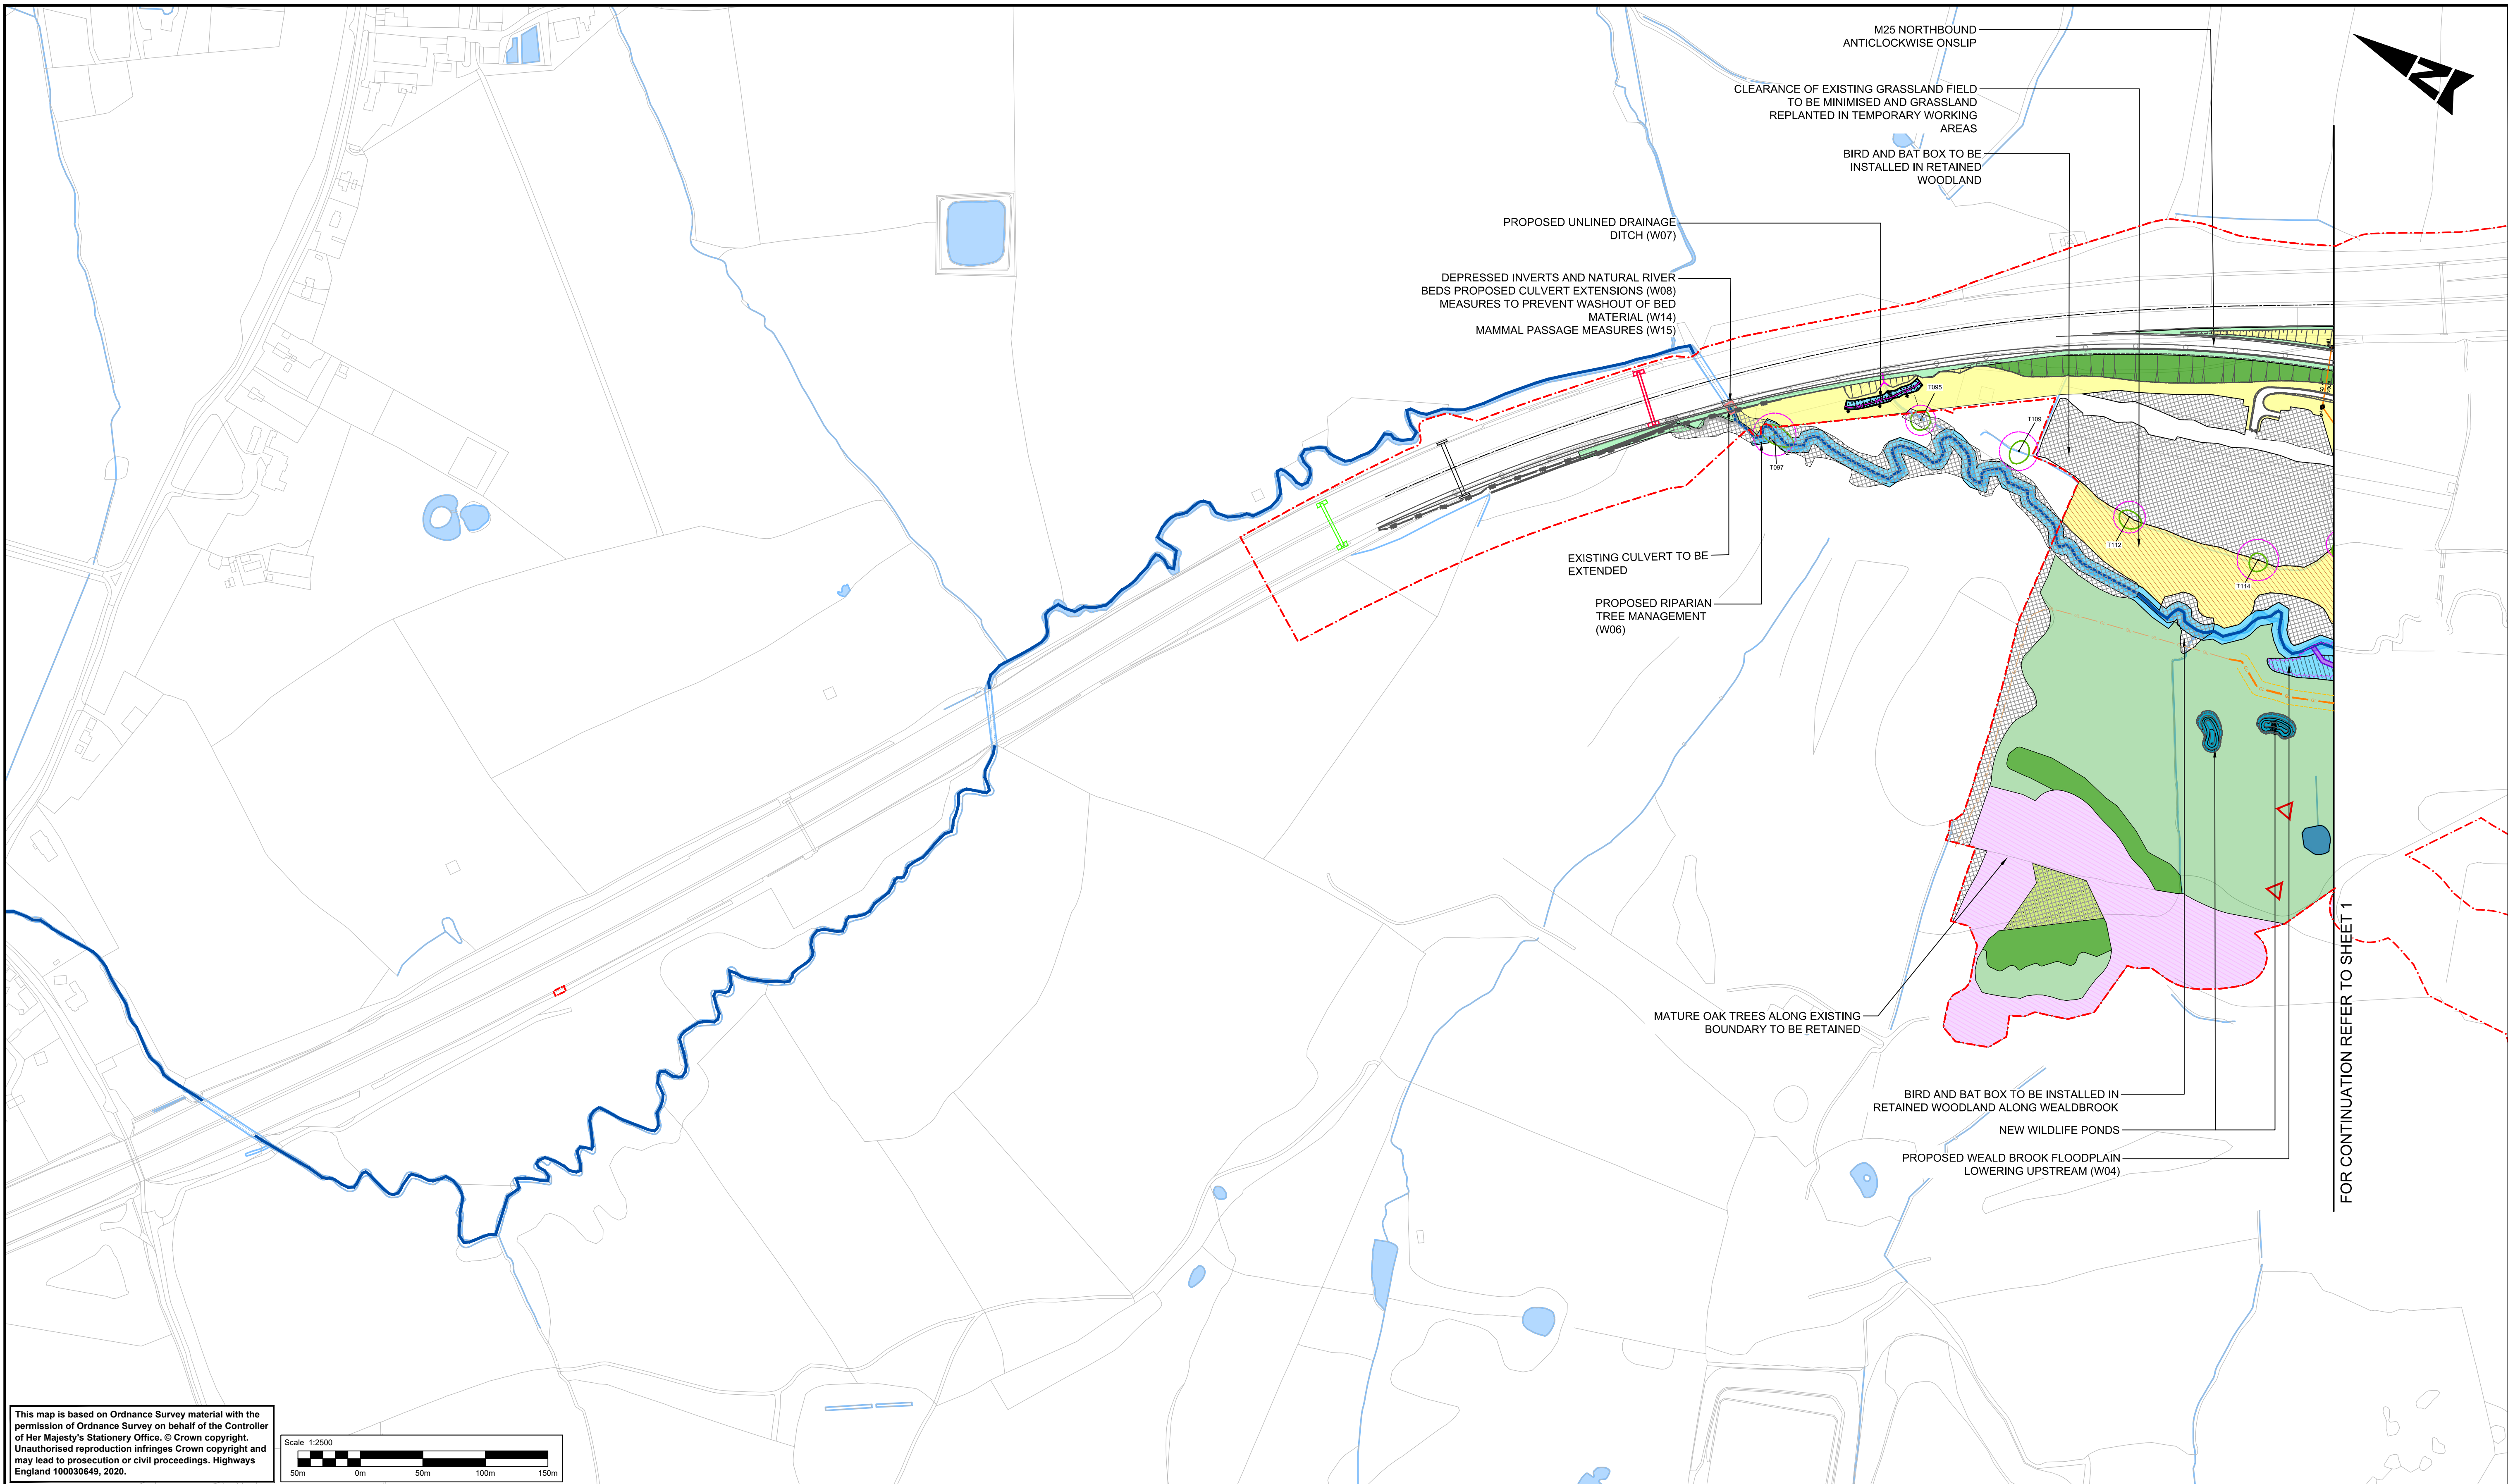 M25 NORTHBOUND
ANTICLOCKWISE ONSLIP
CLEARANCE OF EXISTING GRASSLAND FIELD
TO BE MINIMISED AND GRASSLAND
REPLANTED IN TEMPORARY WORKING
AREAS
BIRD AND BAT BOX TO BE
INSTALLED IN RETAINED
WOODLAND
N
PROPOSED UNLINED DRAINAGE
DITCH (W07)
DEPRESSED INVERTS AND NATURAL RIVER
BEDS PROPOSED CULVERT EXTENSIONS (W08)
MEASURES TO PREVENT WASHOUT OF BED
MATERIAL (W14)
MAMMAL PASSAGE MEASURES (W15)
T095
T109
T097
T112
T114
EXISTING CULVERT TO BE
EXTENDED
PROPOSED RIPARIAN
TREE MANAGEMENT
(W06)
MATURE OAK TREES ALONG EXISTING
BOUNDARY TO BE RETAINED
BIRD AND BAT BOX TO BE INSTALLED IN
RETAINED WOODLAND ALONG WEALDBROOK
NEW WILDLIFE PONDS
PROPOSED WEALD BROOK FLOODPLAIN
LOWERING UPSTREAM (W04)
FOR CONTINUATION REFER TO SHEET 1
This map is based on Ordnance Survey material with the
permission of Ordnance Survey on behalf of the Controller
of Her Majesty's Stationery Office. © Crown copyright.
Unauthorised reproduction infringes Crown copyright and
may lead to prosecution or civil proceedings. Highways
England 100030649, 2020.
Scale 1:2500
50m 0m 50m 100m 150m